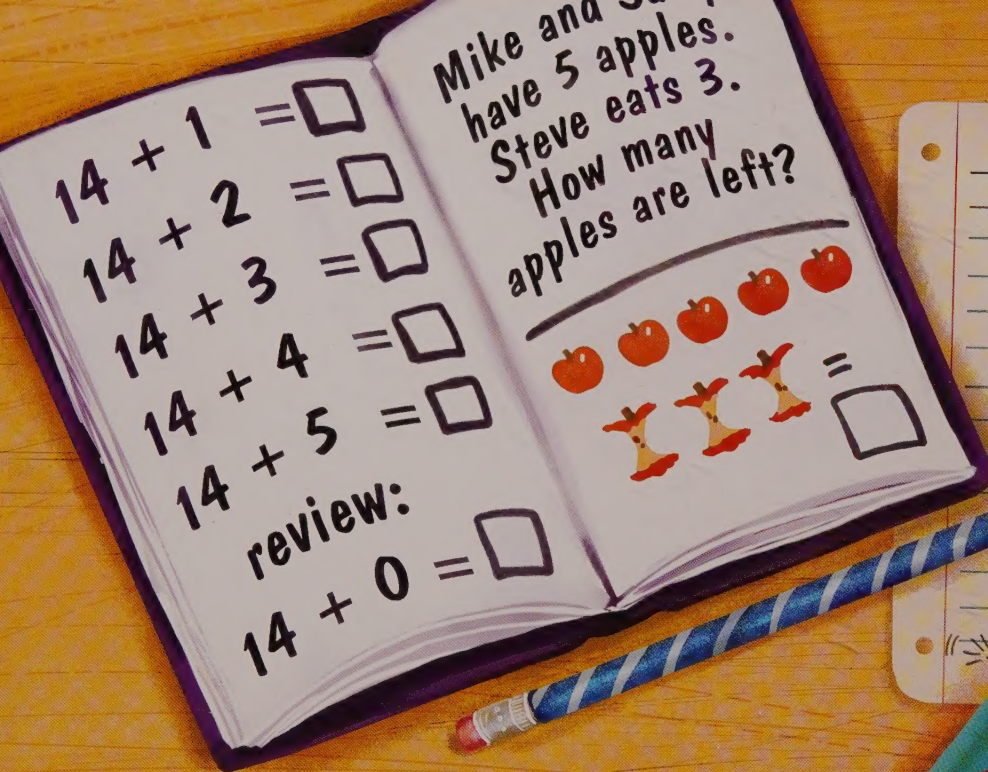 14 + 1 =
14 + 2 =
14 + 3 =
14 + 4 =
14 + 5 =
review:
14 + 0 =
Mike and
have 5 apples.
Steve eats 3.
How many
apples are left?
=